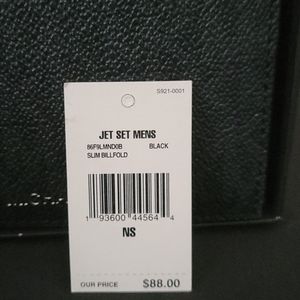 S921-0001
JET SET MENS
86F9LMND0B BLACK
SLIM BILLFOLD
1 93600 44564 4
NS
OUR PRICE $88.00